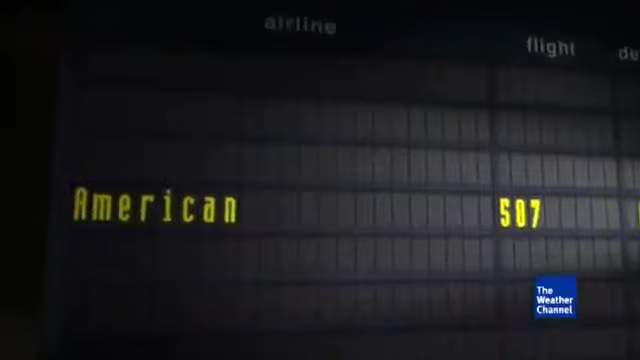 airline
flight
American 507
The
Weather
Channel